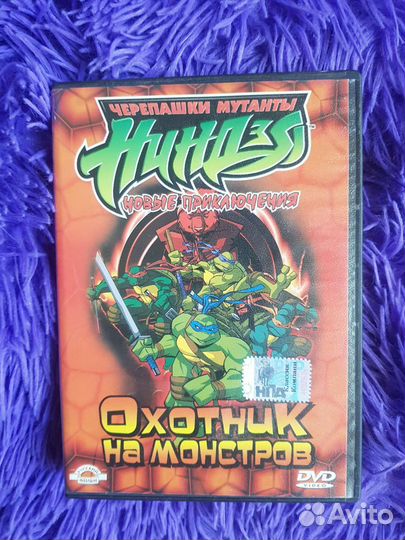 ЧЕРЕПАШКИ МУТАНТЫ
НИНДЗЯ
НОВЫЕ ПРИКЛЮЧЕНИЯ
ОХОТНИК
НА МОНСТРОВ
DVD
VIDEO
Avito